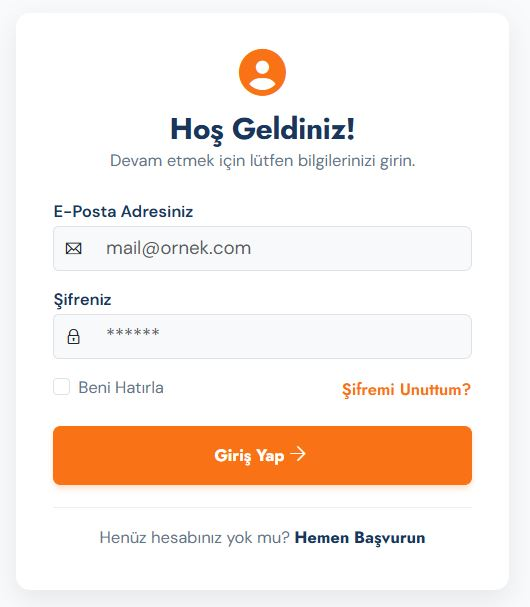 Hoş Geldiniz!
Devam etmek için lütfen bilgilerinizi girin.
E-Posta Adresiniz
mail@ornek.com
Şifreniz
******
Beni Hatırla
Şifremi Unuttum?
Giriş Yap →
Henüz hesabınız yok mu? Hemen Başvurun